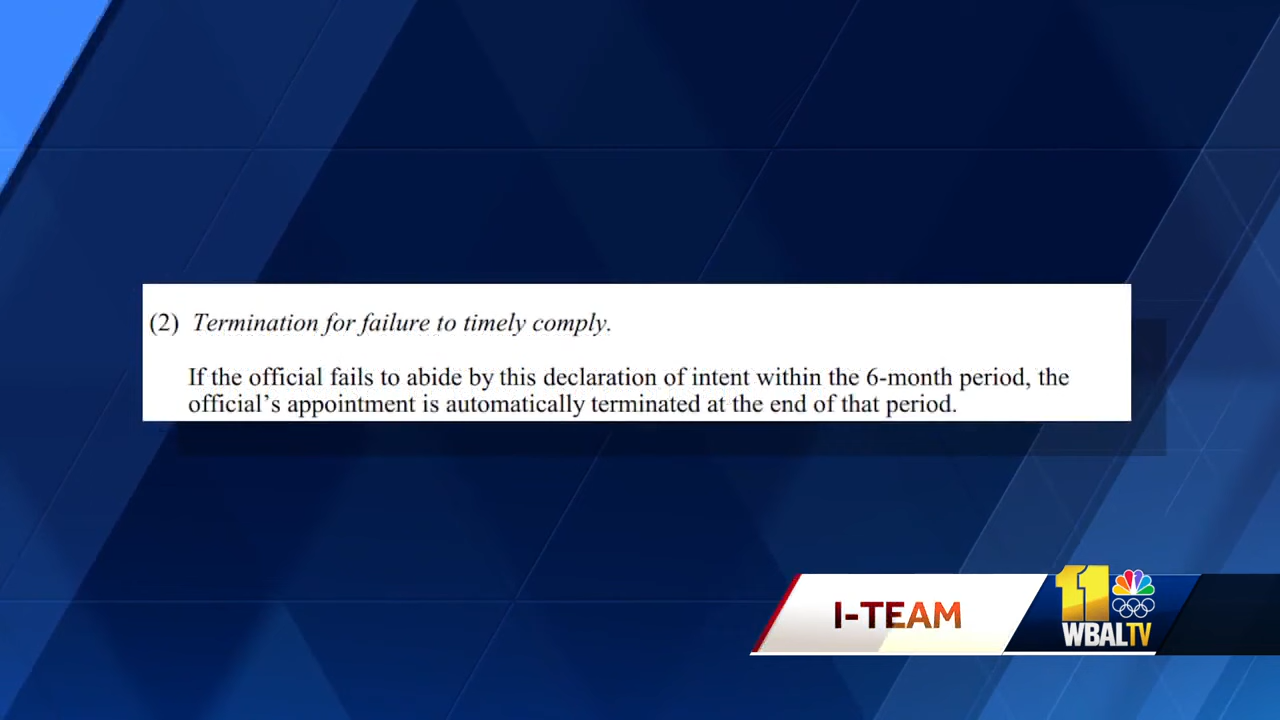 (2) Termination for failure to timely comply.
If the official fails to abide by this declaration of intent within the 6-month period, the
official's appointment is automatically terminated at the end of that period.
I-TEAM
11
WBALTV